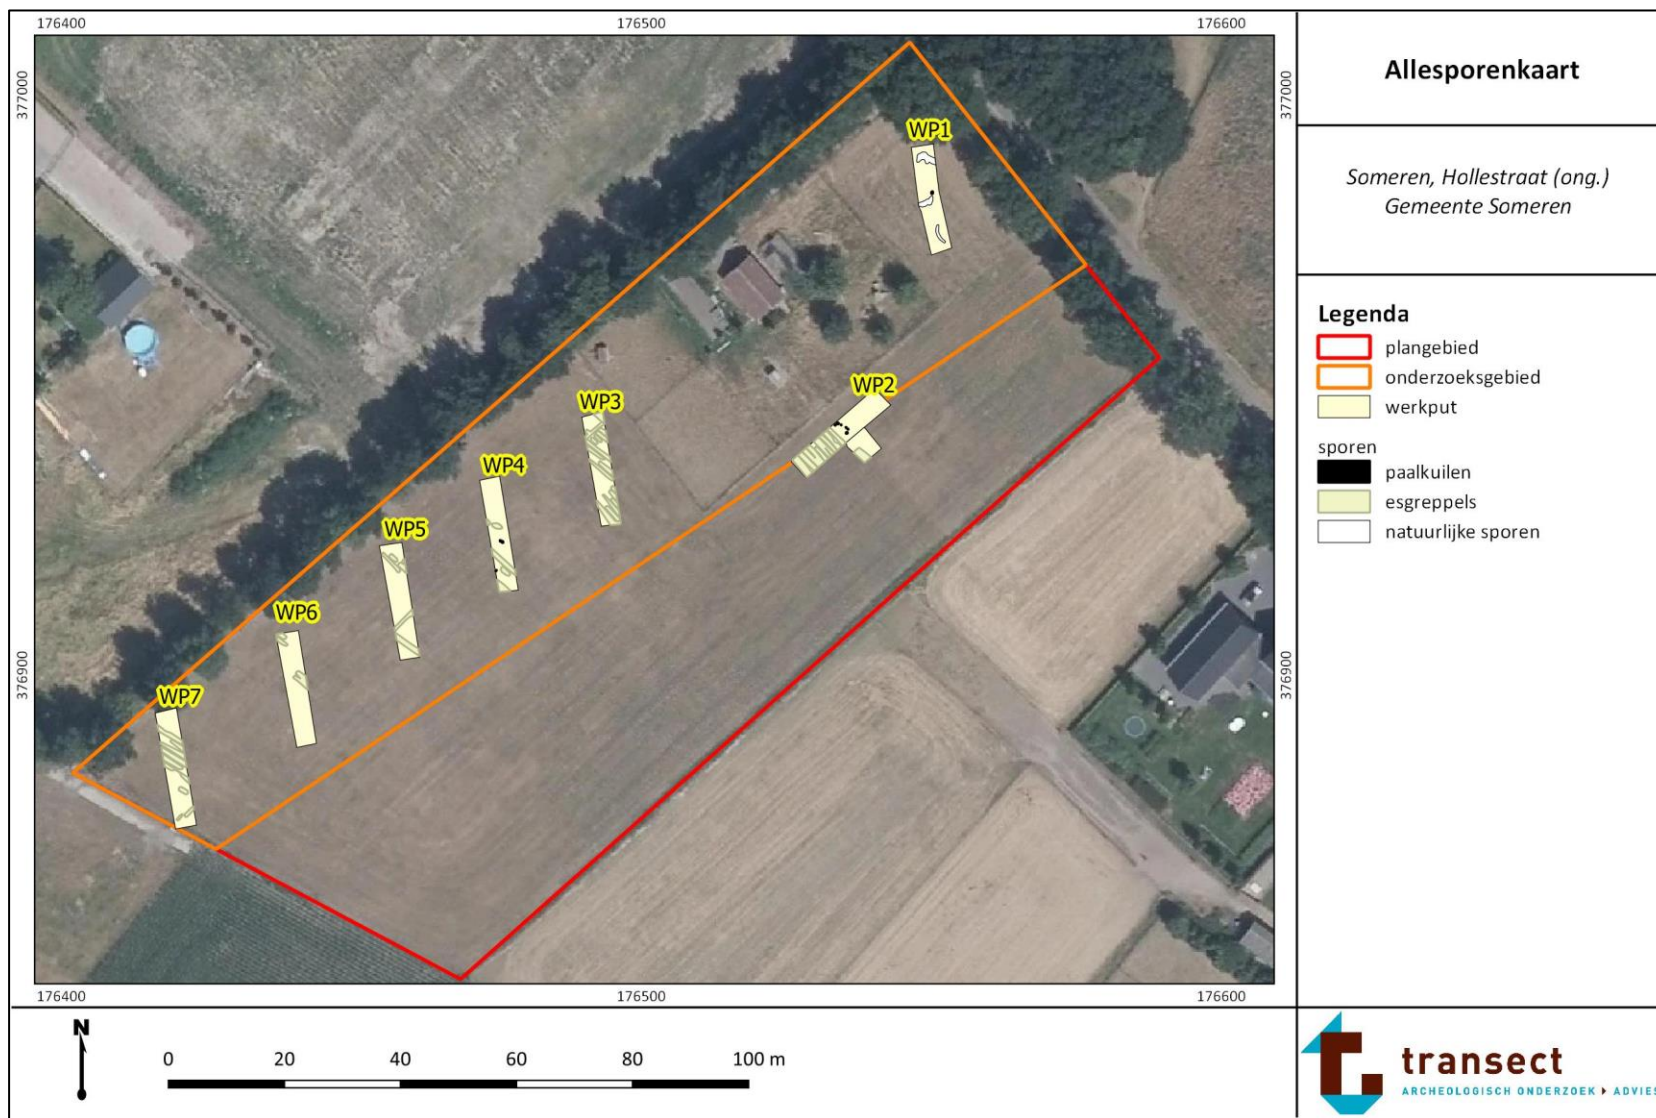 176400
176500
176600
377000
377000
WP1
WP2
WP3
WP4
WP5
WP6
WP7
376900
376900
176400
176500
176600
N
0 20 40 60 80 100 m
Allesporenkaart
Someren, Hollestraat (ong.)
Gemeente Someren
Legenda
plangebied
onderzoeksgebied
werkput
sporen
paalkuilen
esgreppels
natuurlijke sporen
transect
ARCHEOLOGISCH ONDERZOEK ▸ ADVIES